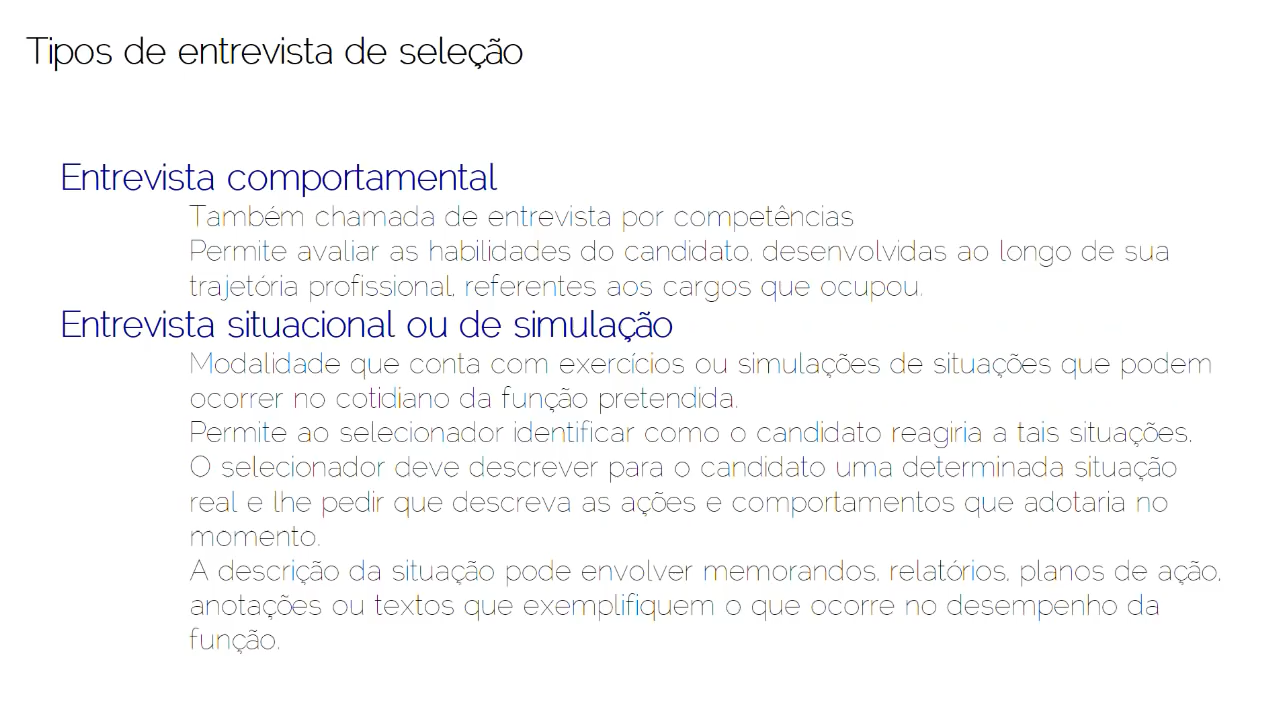 Tipos de entrevista de seleção
Entrevista comportamental
Também chamada de entrevista por competências
Permite avaliar as habilidades do candidato, desenvolvidas ao longo de sua
trajetória profissional, referentes aos cargos que ocupou.
Entrevista situacional ou de simulação
Modalidade que conta com exercícios ou simulações de situações que podem
ocorrer no cotidiano da função pretendida.
Permite ao selecionador identificar como o candidato reagiria a tais situações.
O selecionador deve descrever para o candidato uma determinada situação
real e lhe pedir que descreva as ações e comportamentos que adotaria no
momento.
A descrição da situação pode envolver memorandos, relatórios, planos de ação,
anotações ou textos que exemplifiquem o que ocorre no desempenho da
função.